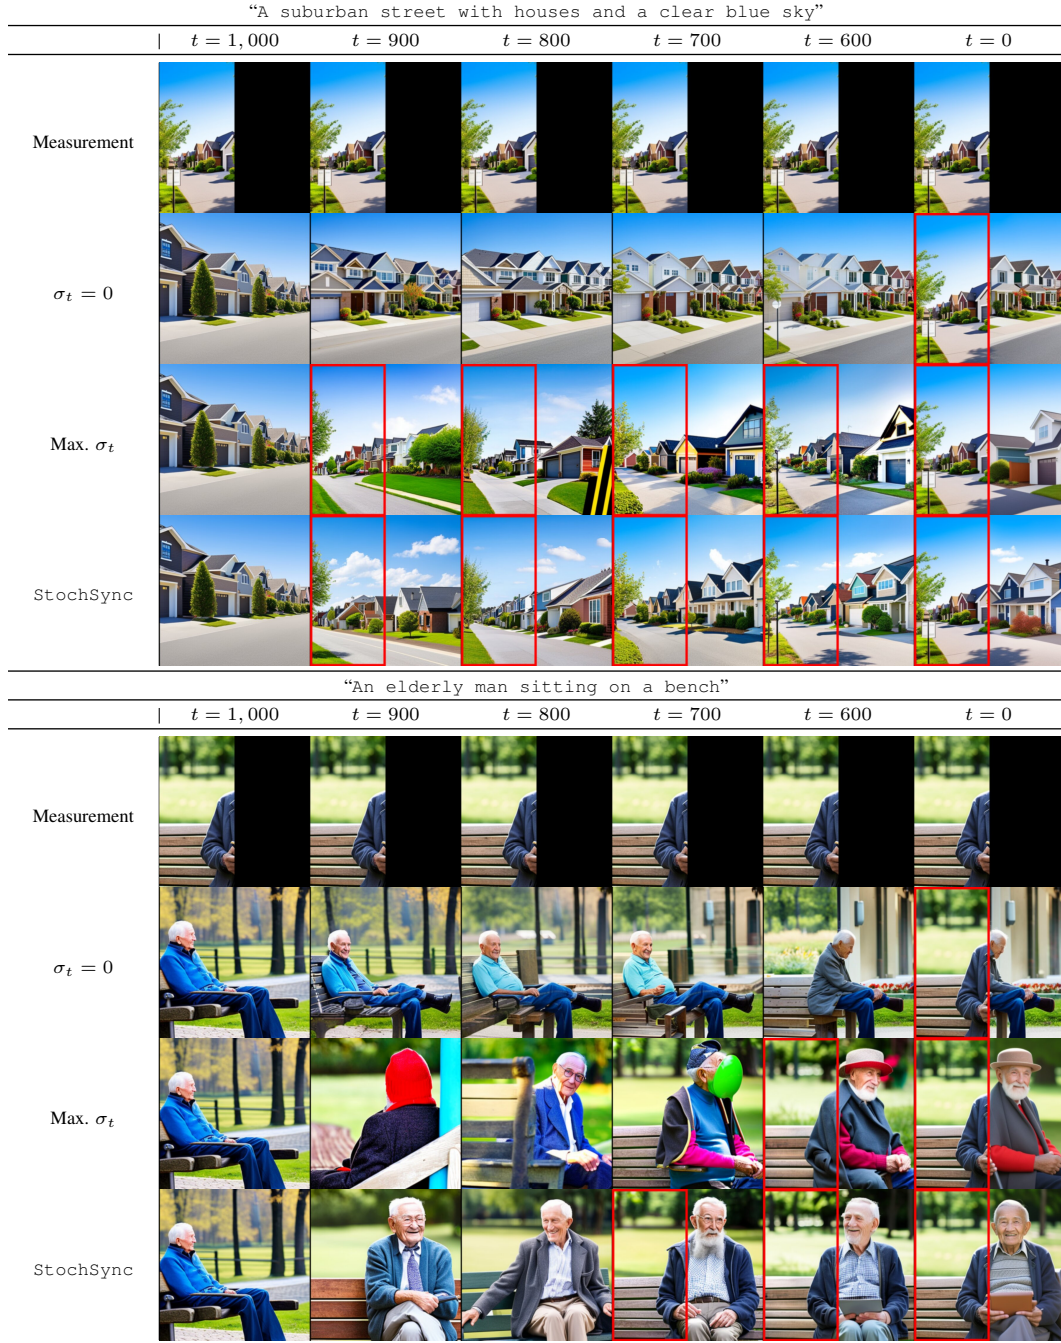 “A suburban street with houses and a clear blue sky”
| t = 1,000 t = 900 t = 800 t = 700 t = 600 t = 0
Measurement
σt = 0
Max. σt
StochSync
“An elderly man sitting on a bench”
| t = 1,000 t = 900 t = 800 t = 700 t = 600 t = 0
Measurement
σt = 0
Max. σt
StochSync